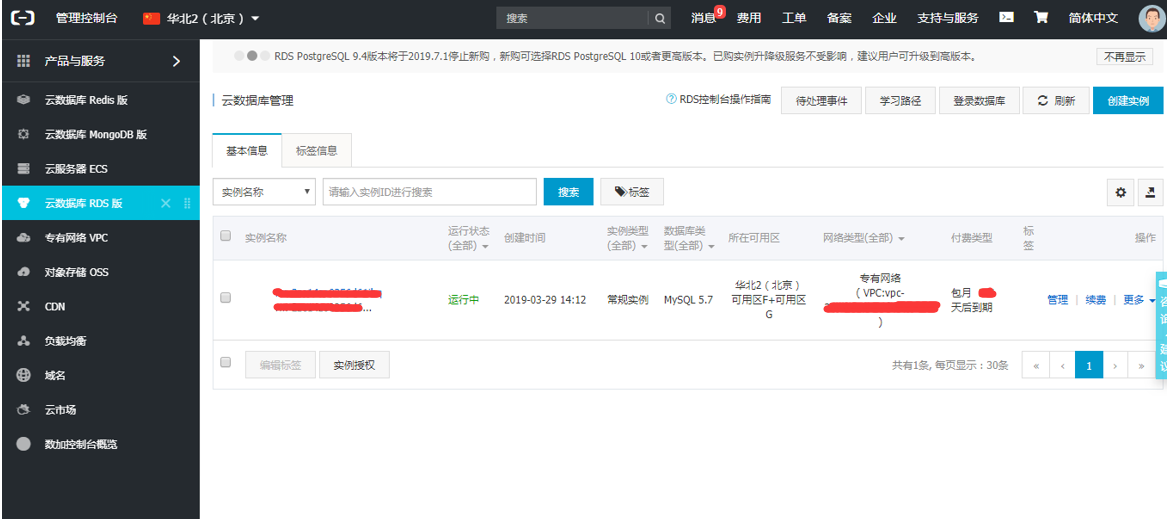 管理控制台
华北2（北京）
搜索
消息 9
费用
工单
备案
企业
支持与服务
简体中文
产品与服务
云数据库 Redis 版
云数据库 MongoDB 版
云服务器 ECS
云数据库 RDS 版
专有网络 VPC
对象存储 OSS
CDN
负载均衡
域名
云市场
数加控制台概览
RDS PostgreSQL 9.4版本将于2019.7.1停止新购，新购可选择RDS PostgreSQL 10或者更高版本。已购实例升降级服务不受影响，建议用户可升级到高版本。
不再显示
云数据库管理
RDS控制台操作指南
待处理事件
学习路径
登录数据库
刷新
创建实例
基本信息
标签信息
实例名称
请输入实例ID进行搜索
搜索
标签
实例名称
运行状态
(全部)
创建时间
实例类型
(全部)
数据库类
型(全部)
所在可用区
网络类型(全部)
付费类型
标
签
操作
运行中
2019-03-29 14:12
常规实例
MySQL 5.7
华北2（北京）
可用区F+可用区
G
专有网络
（VPC:vpc-
）
包月
天后到期
管理
续费
更多
...
编辑标签
实例授权
共有1条, 每页显示：30条
«
‹
1
›
»
咨
询
·
建
议